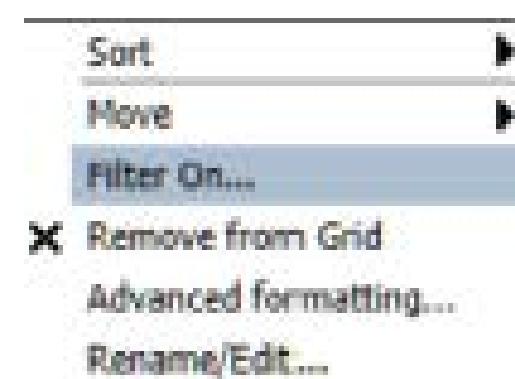 Sort
Move
Filter On...
Remove from Grid
Advanced formatting...
Rename/Edit...